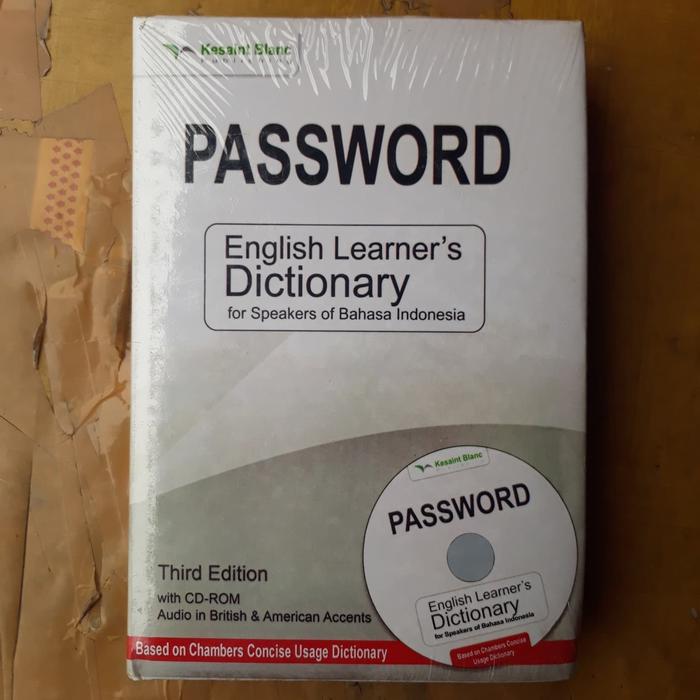 Kesaint Blanc
Publishing
PASSWORD
English Learner's
Dictionary
for Speakers of Bahasa Indonesia
Kesaint Blanc
PASSWORD
English Learner's
Dictionary
for Speakers of Bahasa Indonesia
Based on Chambers Concise
Usage Dictionary
Third Edition
with CD-ROM
Audio in British & American Accents
Based on Chambers Concise Usage Dictionary